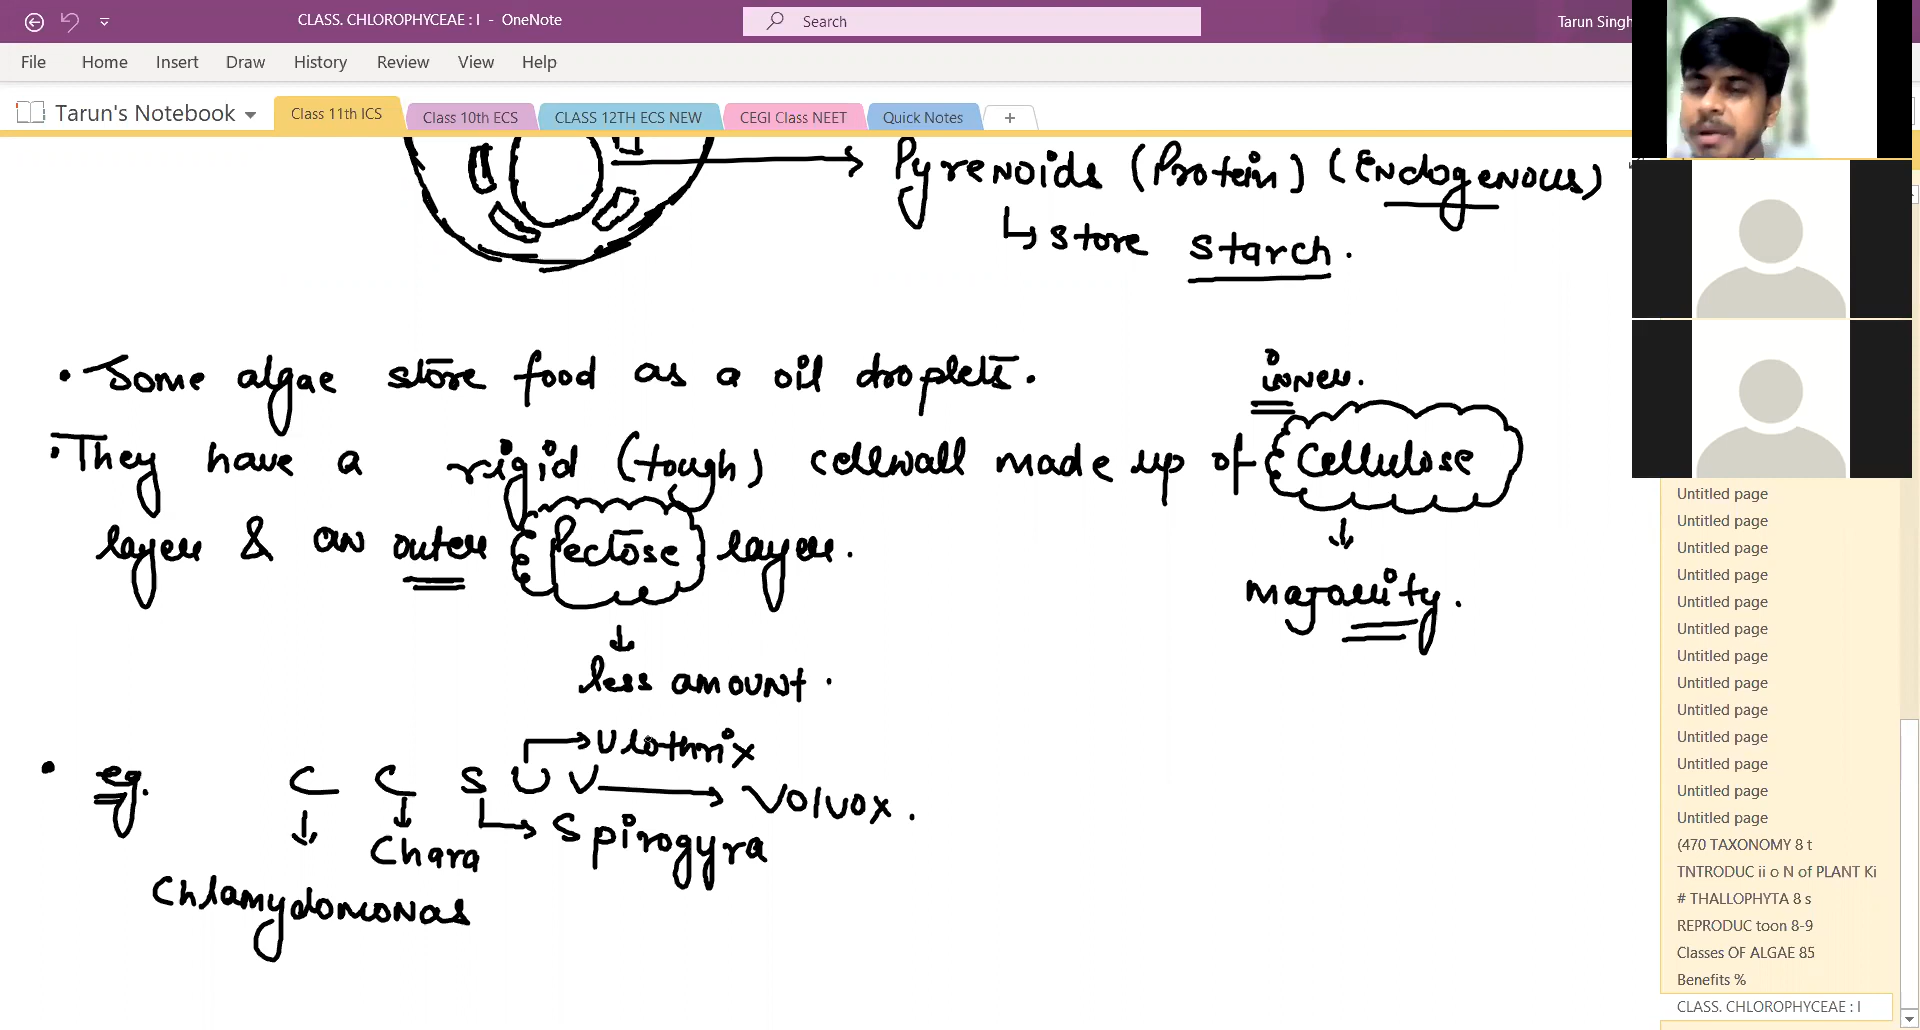 CLASS. CHLOROPHYCEAE : I - OneNote
Search
Tarun Singh
File Home Insert Draw History Review View Help
Tarun's Notebook
Class 11th ICS
Class 10th ECS
CLASS 12TH ECS NEW
CEGI Class NEET
Quick Notes
+
Pyrenoids (Protein) (Endogenous)
store starch.
• Some algae store food as a oil droplets.
inner.
• They have a rigid (tough) cellwall made up of Cellulose
layer & an outer Pectose layer.
majority.
less amount.
Ulothrix
• eg. C C S U V
Volvox.
Spirogyra
Chara
Chlamydomonas
Untitled page
Untitled page
Untitled page
Untitled page
Untitled page
Untitled page
Untitled page
Untitled page
Untitled page
Untitled page
Untitled page
Untitled page
Untitled page
(470 TAXONOMY 8 t
TNTRODUC ii o N of PLANT Ki
# THALLOPHYTA 8 s
REPRODUC toon 8-9
Classes OF ALGAE 85
Benefits %
CLASS. CHLOROPHYCEAE : I